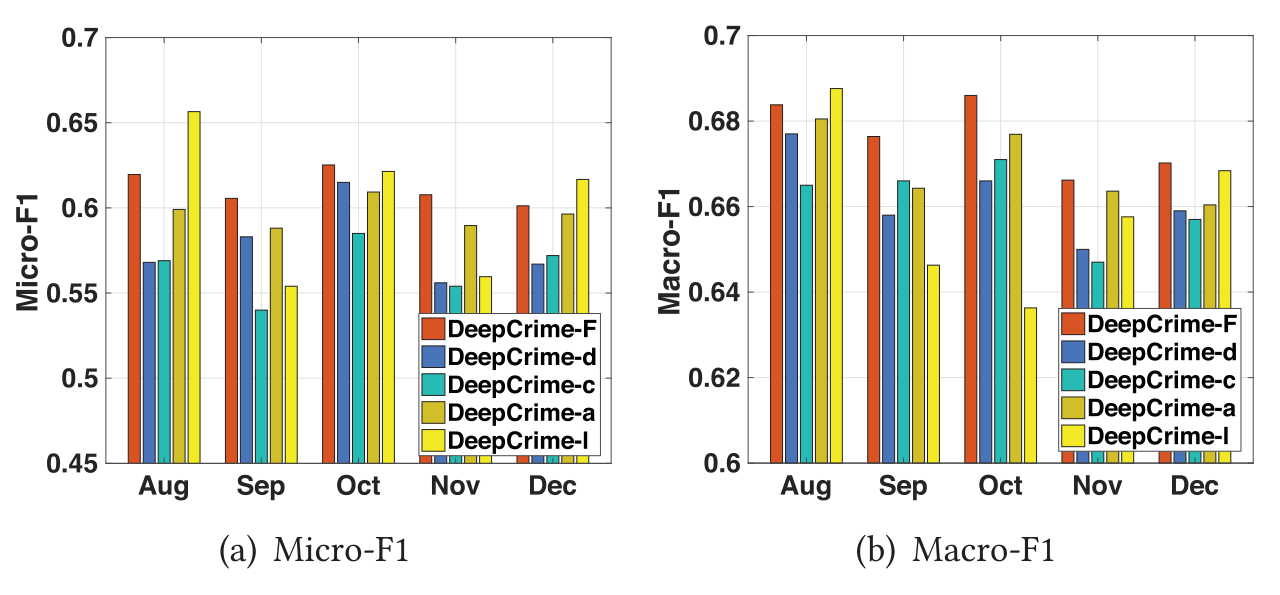 0.7
0.65
0.6
0.55
0.5
0.45
Micro-F1
Aug Sep Oct Nov Dec
DeepCrime-F
DeepCrime-d
DeepCrime-c
DeepCrime-a
DeepCrime-l
(a) Micro-F1
0.7
0.68
0.66
0.64
0.62
0.6
Macro-F1
Aug Sep Oct Nov Dec
DeepCrime-F
DeepCrime-d
DeepCrime-c
DeepCrime-a
DeepCrime-l
(b) Macro-F1